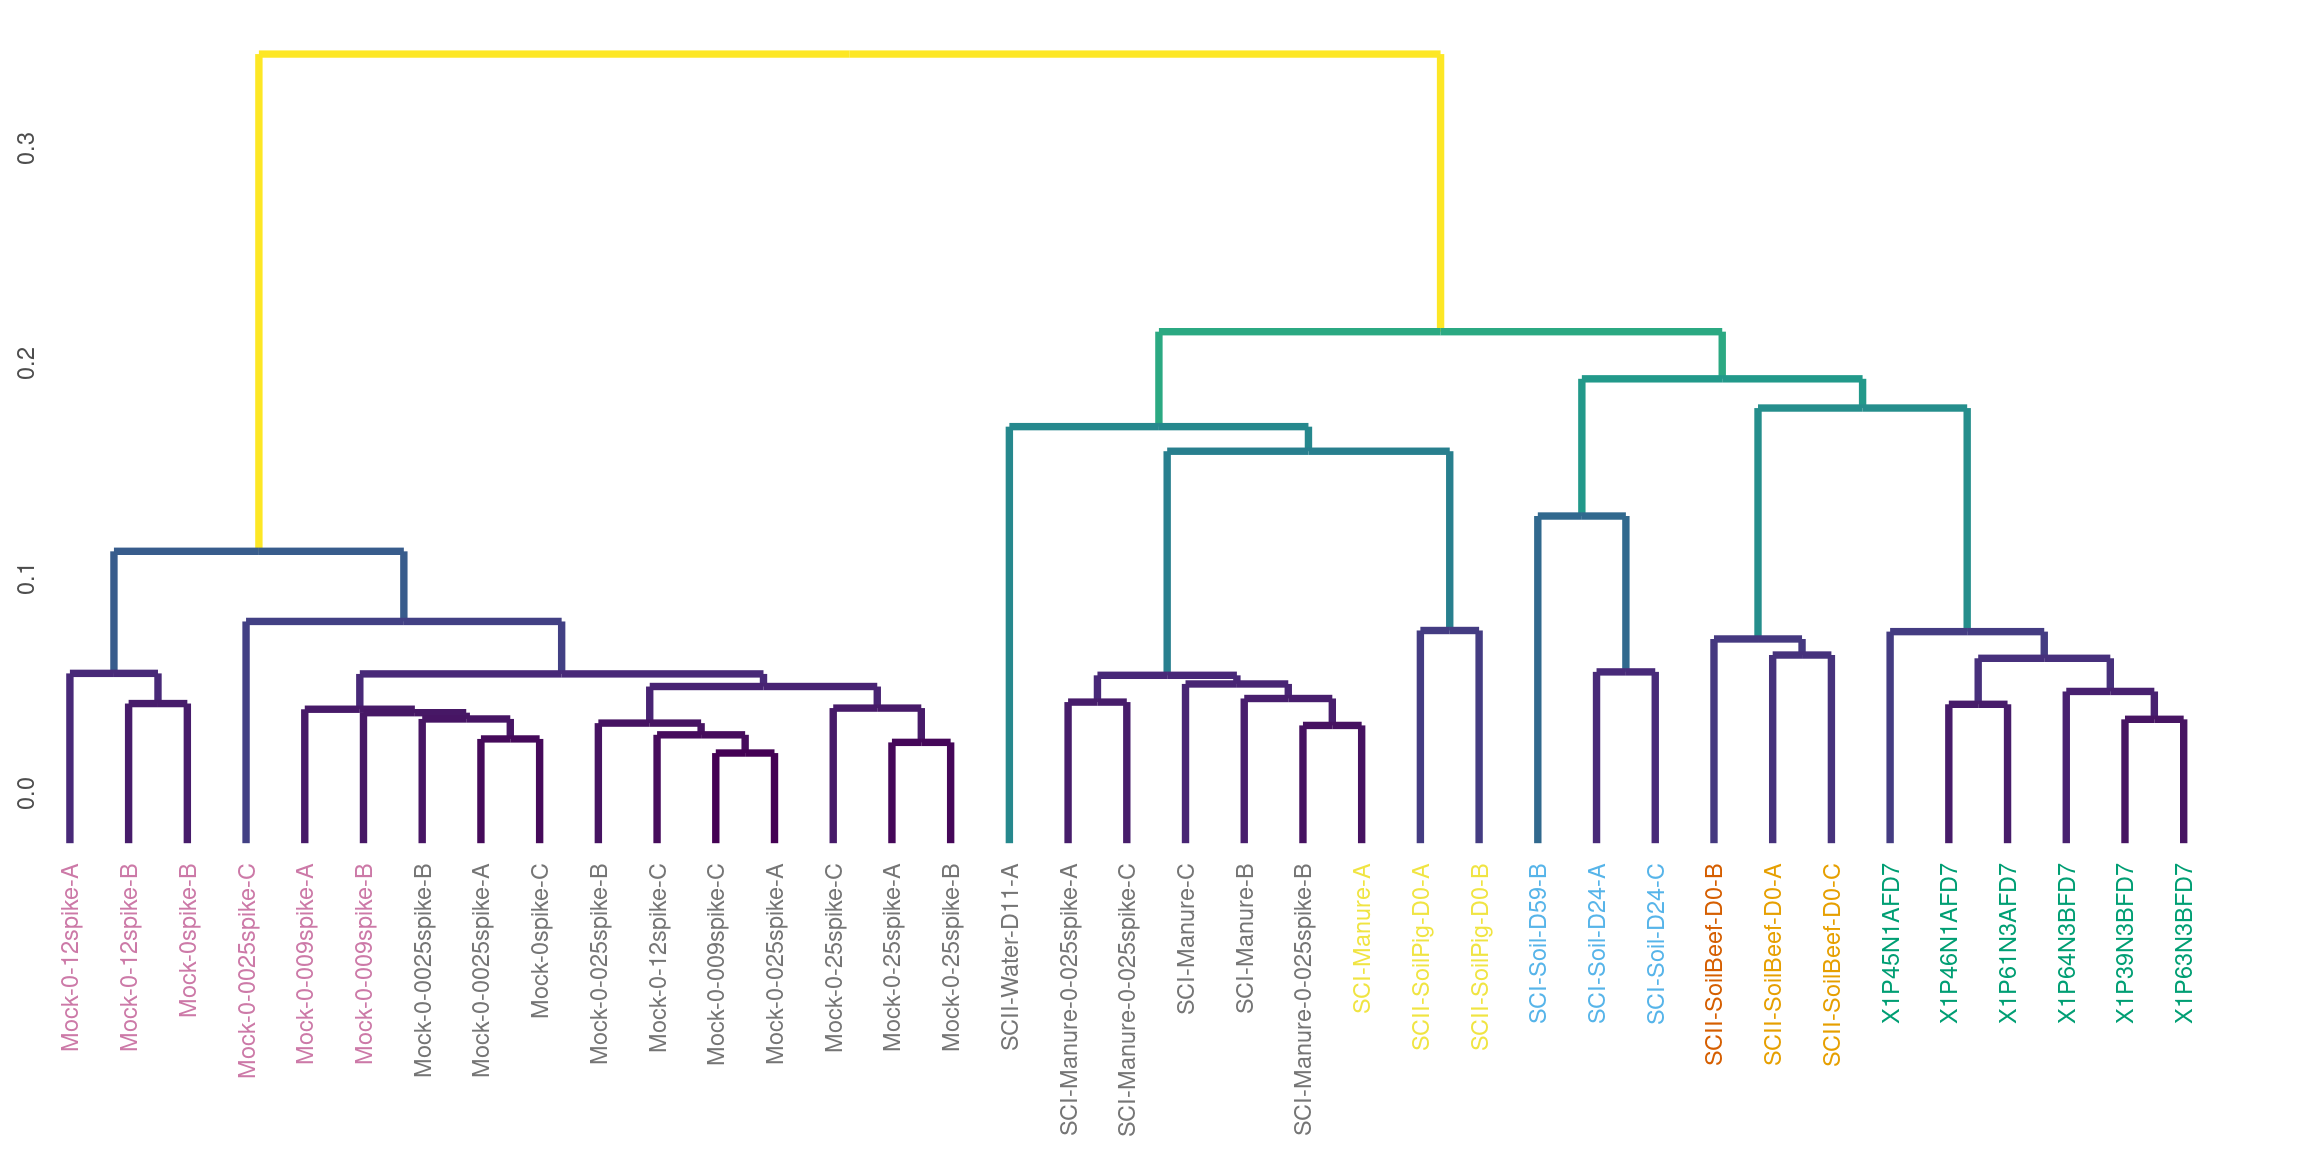 0.3
0.2
0.1
0.0
Mock-0-12spike-A
Mock-0-12spike-B
Mock-0spike-B
Mock-0-0025spike-C
Mock-0-009spike-A
Mock-0-009spike-B
Mock-0-0025spike-B
Mock-0-0025spike-A
Mock-0spike-C
Mock-0-025spike-B
Mock-0-12spike-C
Mock-0-009spike-C
Mock-0-025spike-A
Mock-0-25spike-C
Mock-0-25spike-A
Mock-0-25spike-B
SCII-Water-D11-A
SCI-Manure-0-025spike-A
SCI-Manure-0-025spike-C
SCI-Manure-C
SCI-Manure-B
SCI-Manure-0-025spike-B
SCI-Manure-A
SCII-SoilPig-D0-A
SCII-SoilPig-D0-B
SCI-Soil-D59-B
SCI-Soil-D24-A
SCI-Soil-D24-C
SCII-SoilBeef-D0-B
SCII-SoilBeef-D0-A
SCII-SoilBeef-D0-C
X1P45N1AFD7
X1P46N1AFD7
X1P61N3AFD7
X1P64N3BFD7
X1P39N3BFD7
X1P63N3BFD7